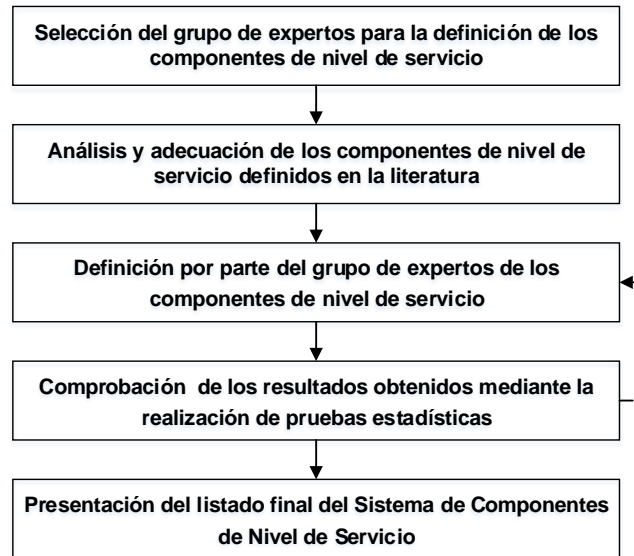 Selección del grupo de expertos para la definición de los
componentes de nivel de servicio
Análisis y adecuación de los componentes de nivel de
servicio definidos en la literatura
Definición por parte del grupo de expertos de los
componentes de nivel de servicio
Comprobación de los resultados obtenidos mediante la
realización de pruebas estadísticas
Presentación del listado final del Sistema de Componentes
de Nivel de Servicio